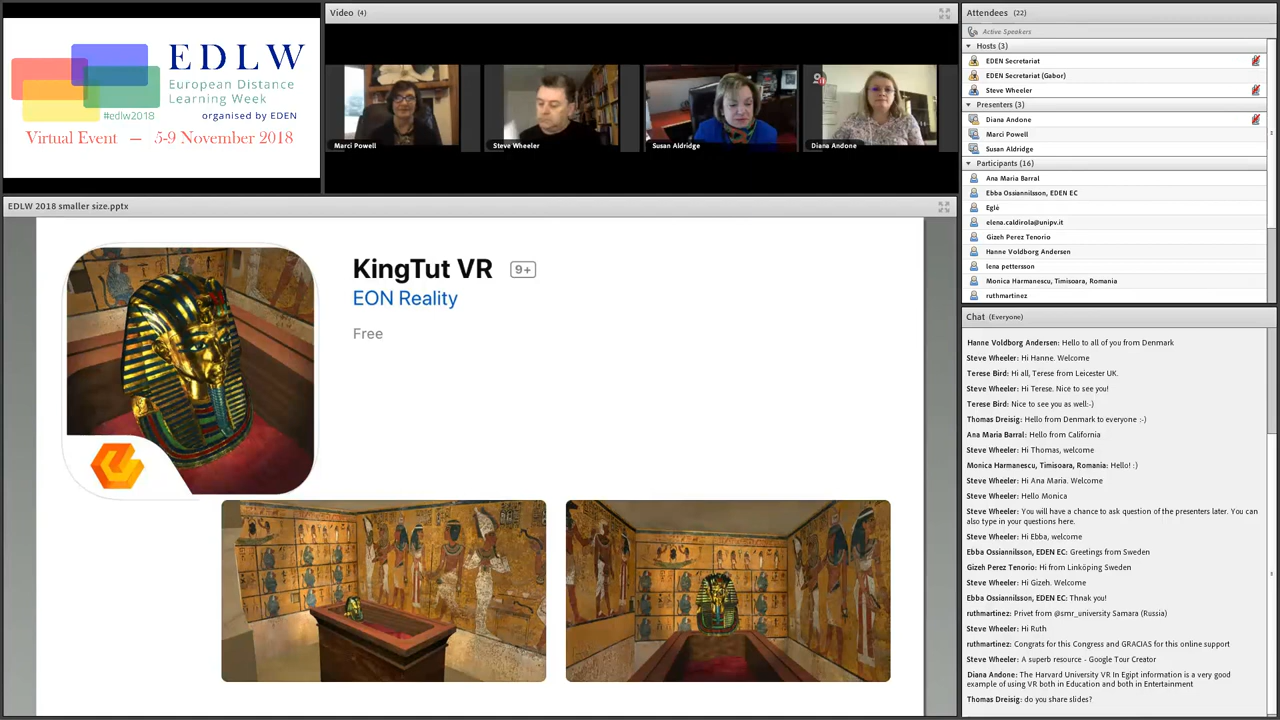 EDLW
European Distance
Learning Week
#edlw2018
organised by EDEN
Virtual Event — 5-9 November 2018
Video (4)
Marci Powell
Steve Wheeler
Susan Aldridge
Diana Andone
EDLW 2018 smaller size.pptx
KingTut VR 9+
EON Reality
Free
Attendees (22)
Active Speakers
Hosts (3)
EDEN Secretariat
EDEN Secretariat (Gabor)
Steve Wheeler
Presenters (3)
Diana Andone
Marci Powell
Susan Aldridge
Participants (16)
Ana Maria Barral
Ebba Ossiannilsson, EDEN EC
Eglė
elena.caldirola@unipv.it
Gizeh Perez Tenorio
Hanne Voldborg Andersen
lena pettersson
Monica Harmanescu, Timisoara, Romania
ruthmartinez
Chat (Everyone)
Hanne Voldborg Andersen: Hello to all of you from Denmark
Steve Wheeler: Hi Hanne. Welcome
Terese Bird: Hi all, Terese from Leicester UK.
Steve Wheeler: Hi Terese. Nice to see you!
Terese Bird: Nice to see you as well:-)
Thomas Dreisig: Hello from Denmark to everyone :-)
Ana Maria Barral: Hello from California
Steve Wheeler: Hi Thomas, welcome
Monica Harmanescu, Timisoara, Romania: Hello! :)
Steve Wheeler: Hi Ana Maria. Welcome
Steve Wheeler: Hello Monica
Steve Wheeler: You will have a chance to ask question of the presenters later. You can
also type in your questions here.
Steve Wheeler: Hi Ebba, welcome
Ebba Ossiannilsson, EDEN EC: Greetings from Sweden
Gizeh Perez Tenorio: Hi from Linköping Sweden
Steve Wheeler: Hi Gizeh. Welcome
Ebba Ossiannilsson, EDEN EC: Thnak you!
ruthmartinez: Privet from @smr_university Samara (Russia)
Steve Wheeler: Hi Ruth
ruthmartinez: Congrats for this Congress and GRACIAS for this online support
Steve Wheeler: A superb resource - Google Tour Creator
Diana Andone: The Harvard University VR In Egipt information is a very good
example of using VR both in Education and both in Entertainment
Thomas Dreisig: do you share slides?